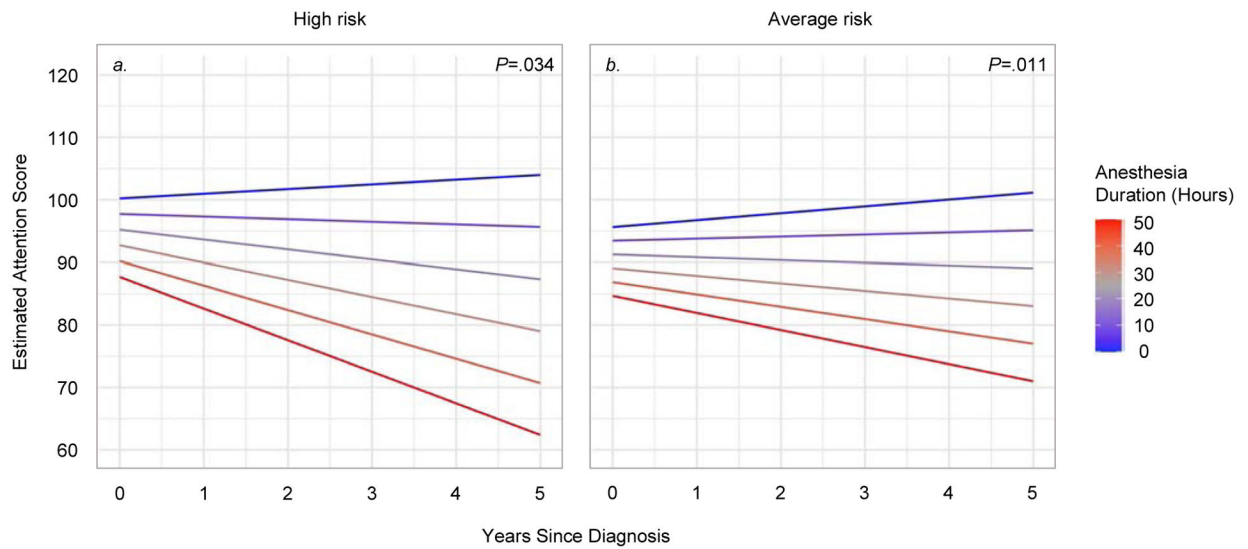 High risk
Average risk
a.
P=.034
b.
P=.011
Estimated Attention Score
120
110
100
90
80
70
60
0 1 2 3 4 5
0 1 2 3 4 5
Years Since Diagnosis
Anesthesia
Duration (Hours)
50
40
30
20
10
0